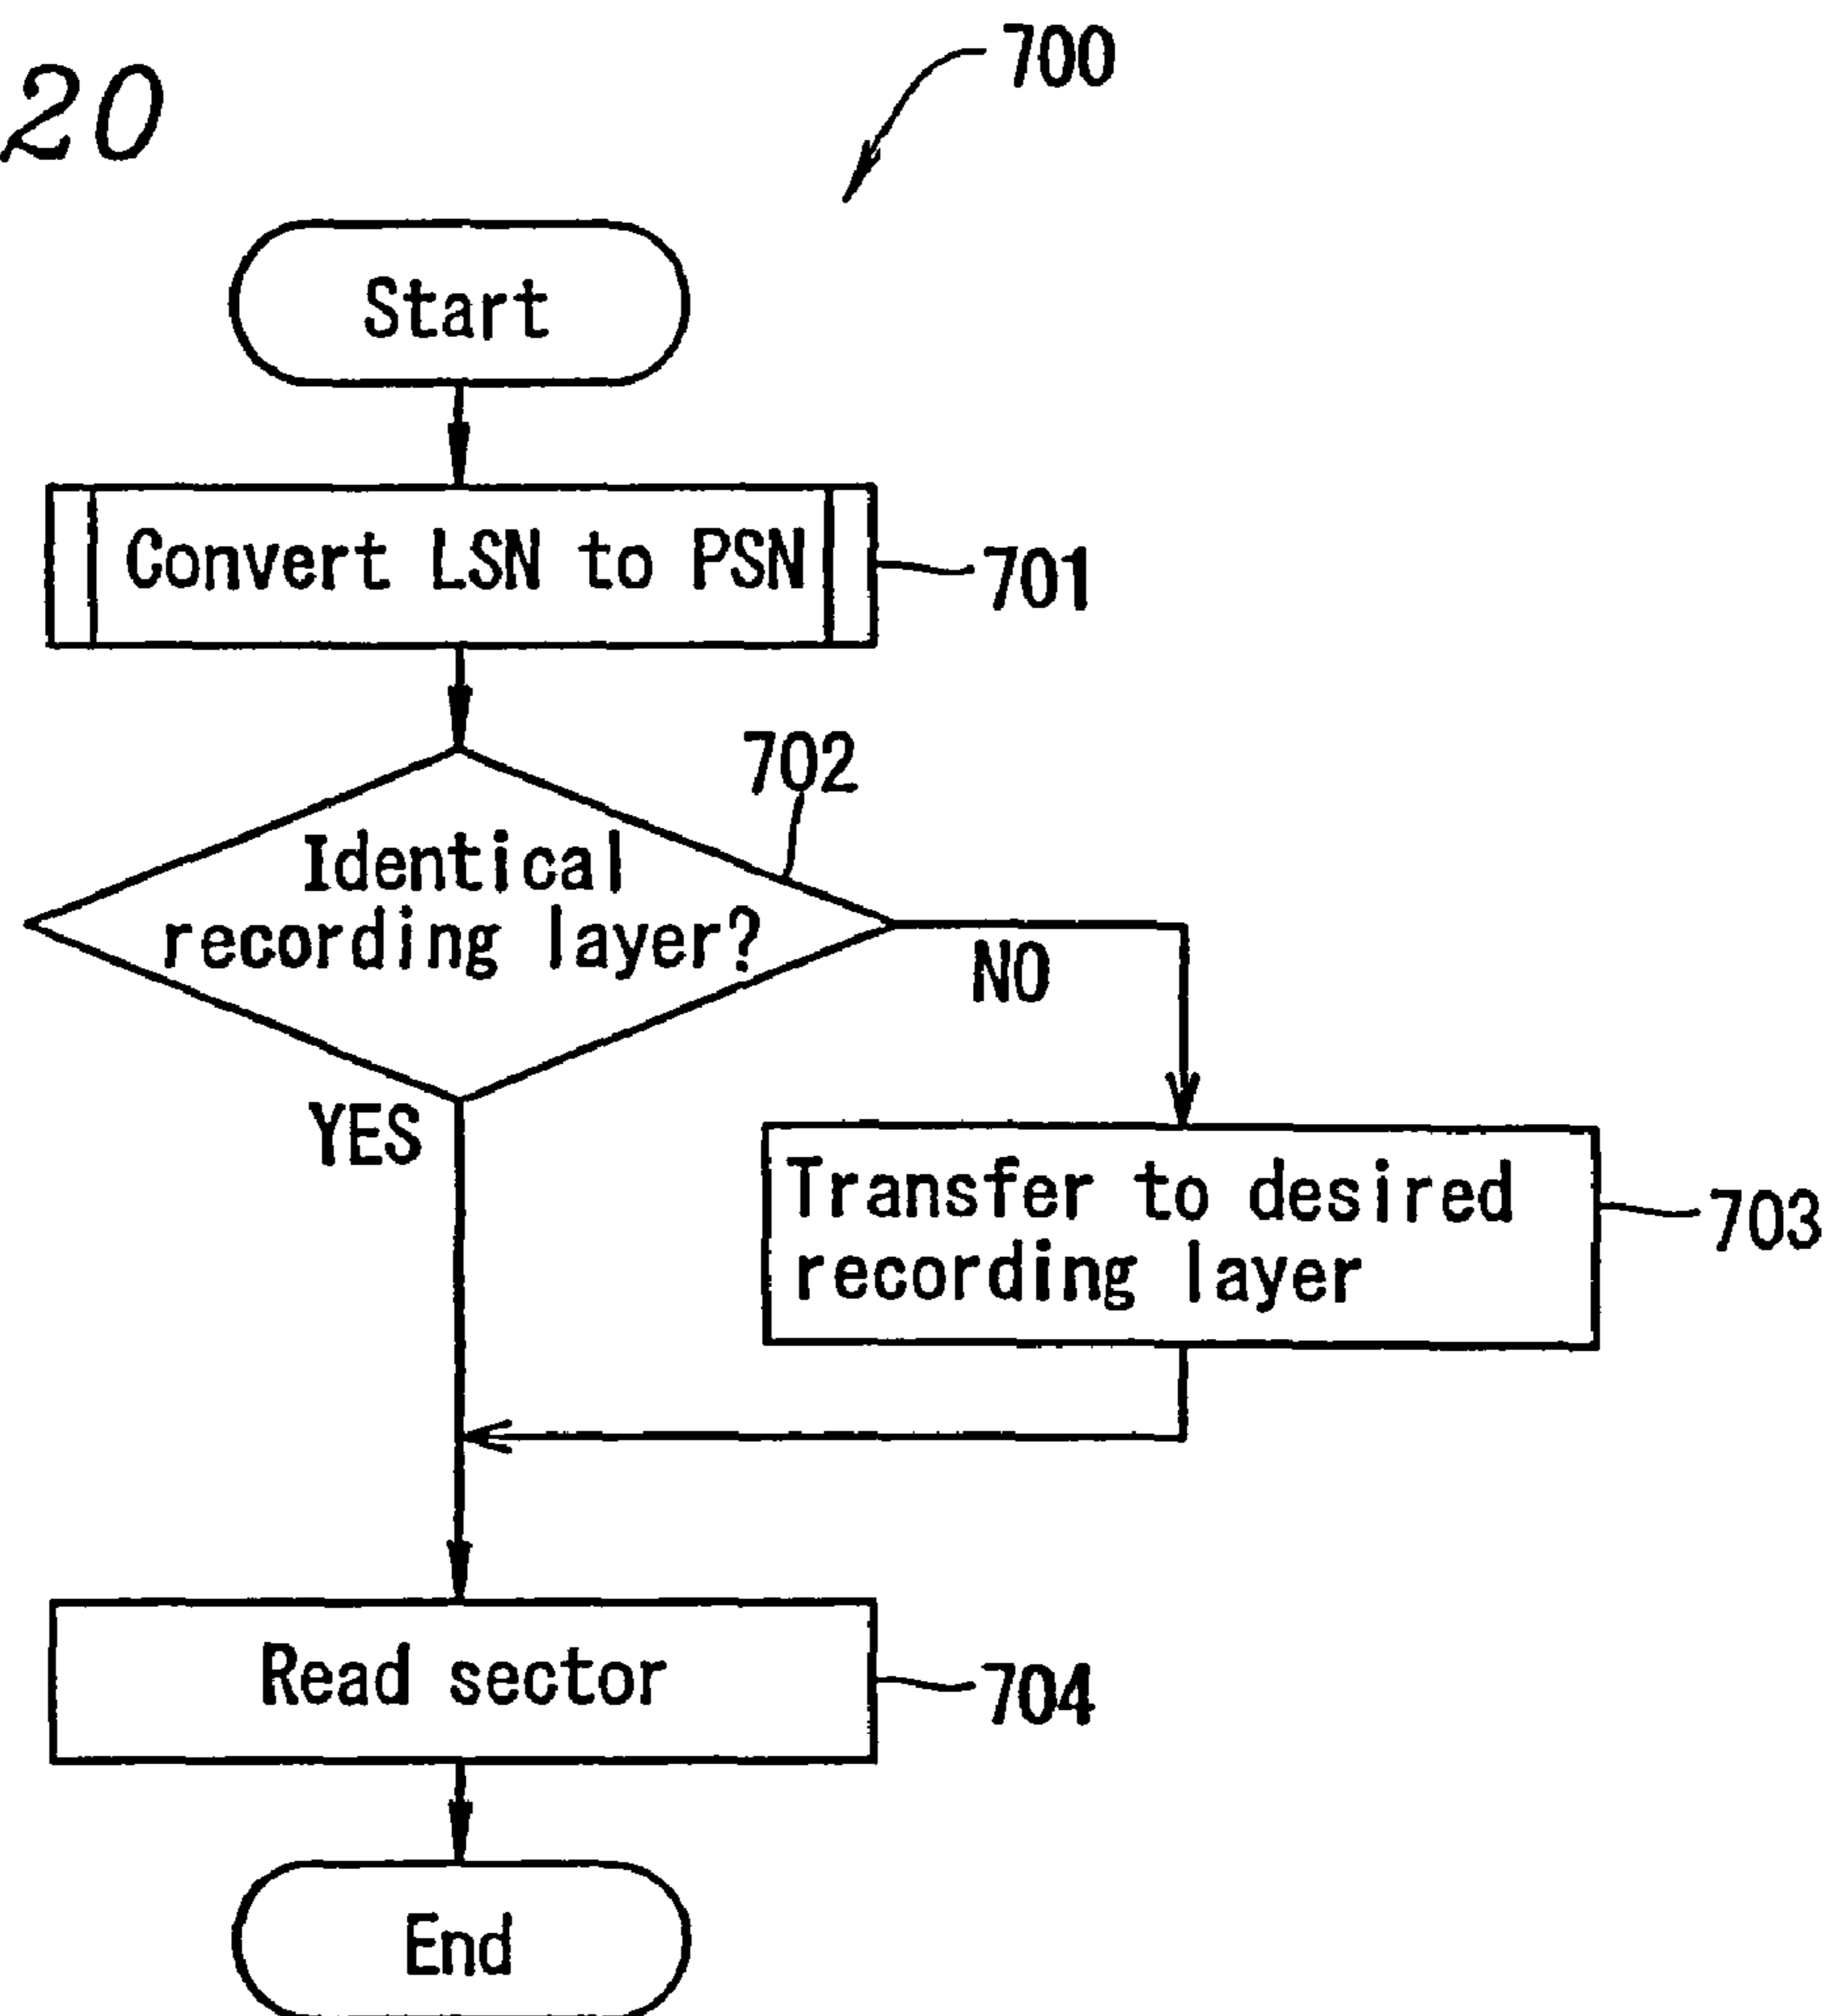 20
700
Start
Convert LSN to PSN
701
702
Identical
recording layer?
NO
YES
Transfer to desired
recording layer
703
Read sector
704
End